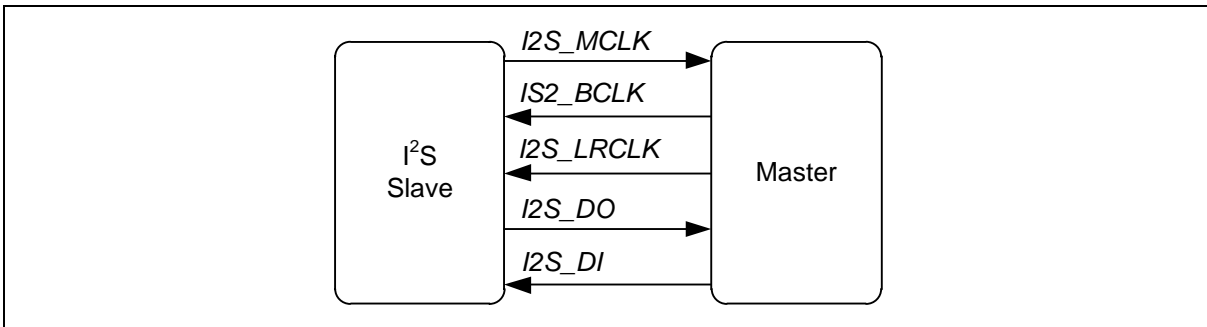 I2S_MCLK
IS2_BCLK
I2S_LRCLK
I²S
Slave
Master
I2S_DO
I2S_DI